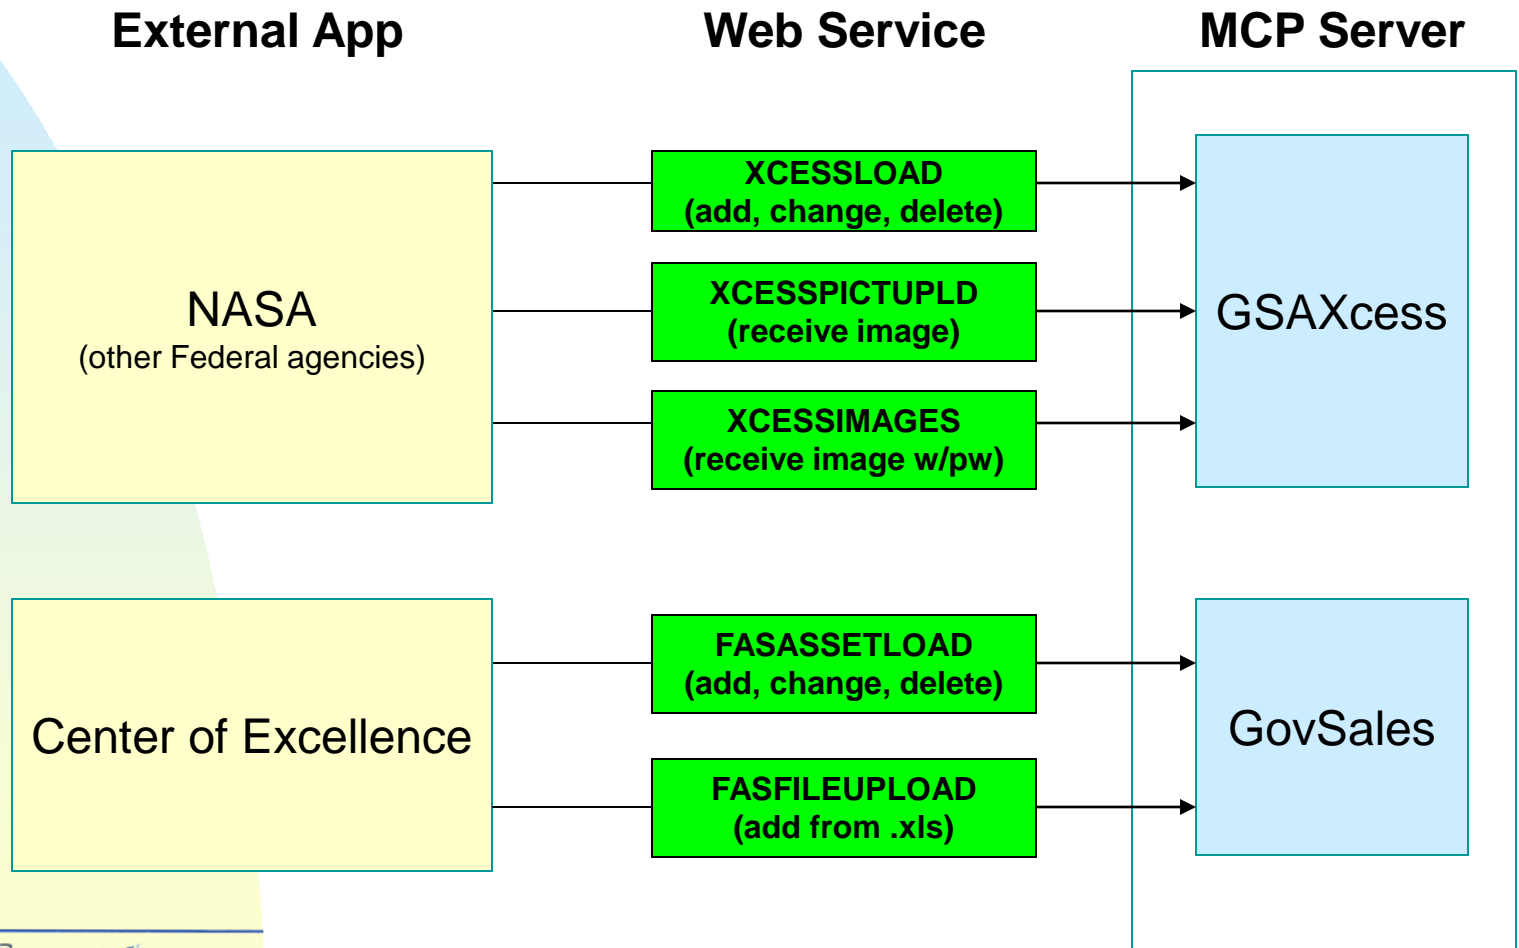 External App
Web Service
MCP Server
NASA
(other Federal agencies)
XCESSLOAD
(add, change, delete)
XCESSPICTUPLD
(receive image)
XCESSIMAGES
(receive image w/pw)
GSAXcess
Center of Excellence
FASASSETLOAD
(add, change, delete)
FASFILEUPLOAD
(add from .xls)
GovSales